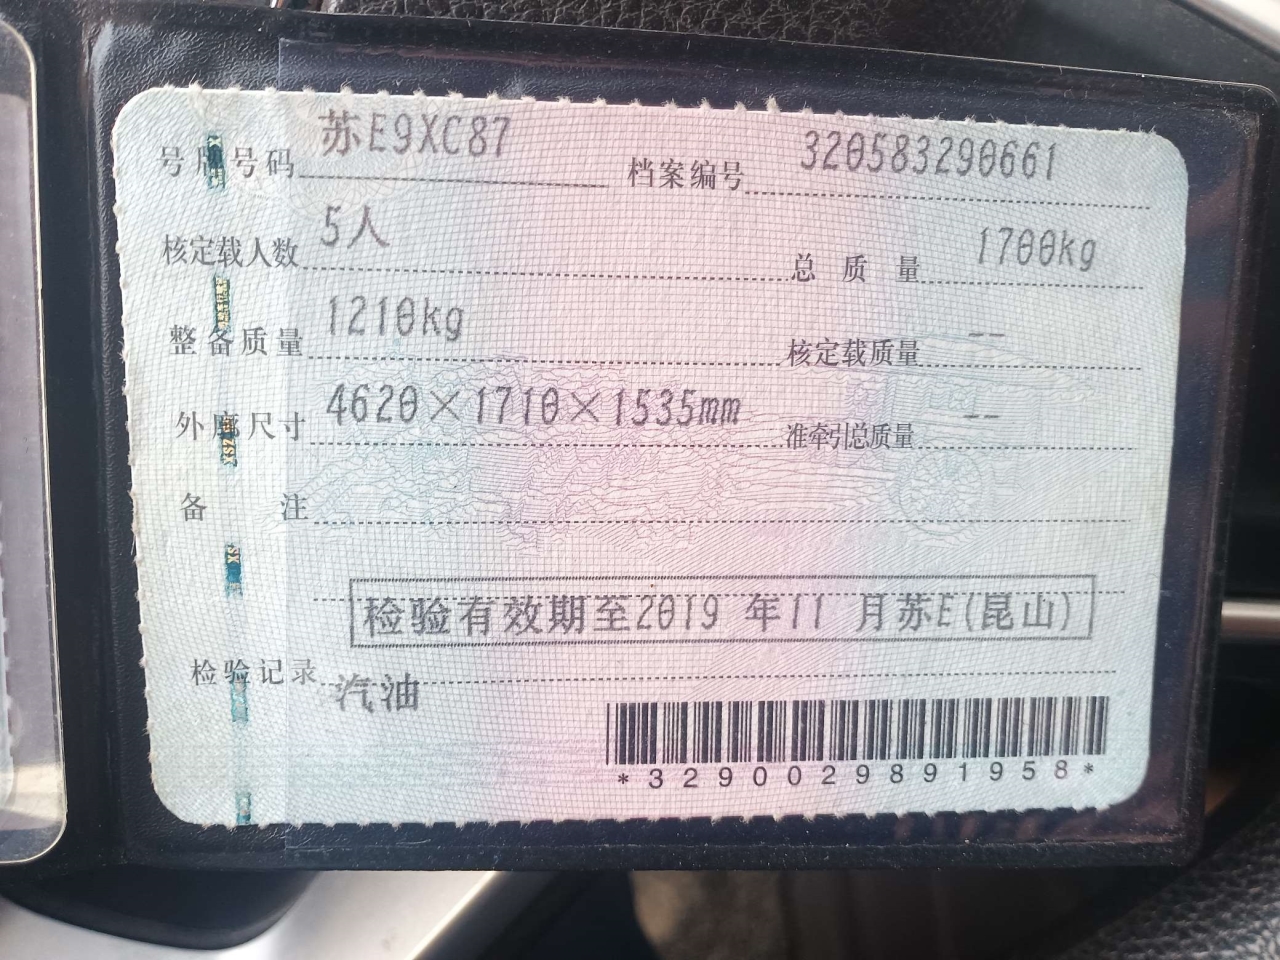 号牌号码 苏E9XC87 档案编号 320583290661
核定载人数 5人 总质量 1700kg
整备质量 1210kg 核定载质量 --
外廓尺寸 4620×1710×1535mm 准牵引总质量 --
备注
检验有效期至2019年11月苏E(昆山)
检验记录
汽油
*3290029891958*